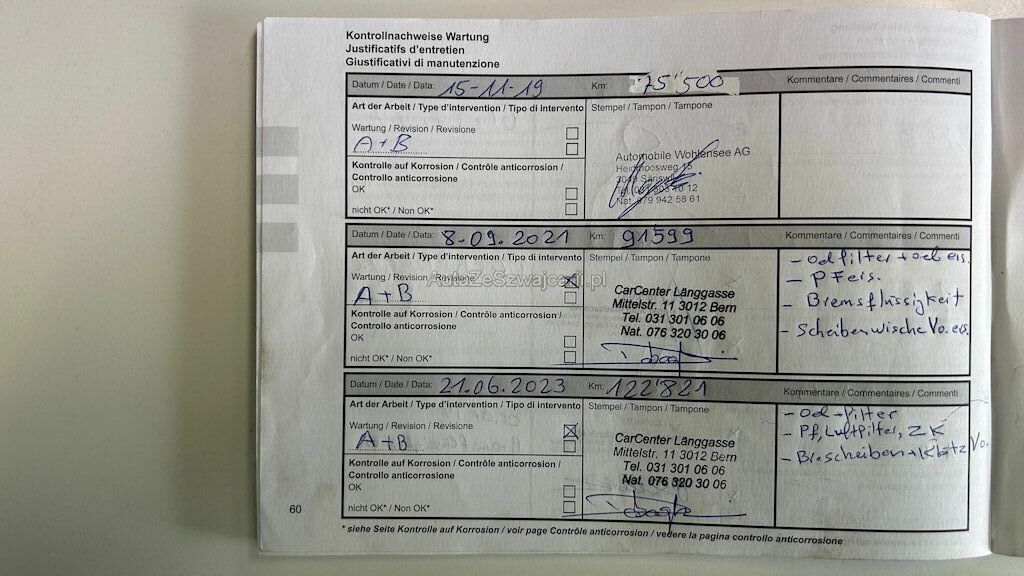 Kontrollnachweise Wartung
Justificatifs d'entretien
Giustificativi di manutenzione
Datum / Date / Data: 15-11-19 Km: 75'500 Kommentare / Commentaires / Commenti
Art der Arbeit / Type d'intervention / Tipo di intervento Stempel / Tampon / Tampone
Wartung / Revision / Revisione
A+B
Automobile Wohlensee AG
Kontrolle auf Korrosion / Contrôle anticorrosion /
Controllo anticorrosione
OK
nicht OK* / Non OK*
Nat. 079 942 58 61
Datum / Date / Data: 8-09.2021 Km: 91599 Kommentare / Commentaires / Commenti
Art der Arbeit / Type d'intervention / Tipo di intervento Stempel / Tampon / Tampone
Wartung / Revision / Revisione
A+B
AutoZeSzwajcarii.pl
Kontrolle auf Korrosion / Contrôle anticorrosion /
Controllo anticorrosione
OK
nicht OK* / Non OK*
CarCenter Länggasse
Mittelstr. 11 3012 Bern
Tel. 031 301 06 06
Nat. 076 320 30 06
- Bremsflüssigkeit
- Scheibenwische Vo. ers.
Datum / Date / Data: 21.06.2023 Km: 122'821 Kommentare / Commentaires / Commenti
Art der Arbeit / Type d'intervention / Tipo di intervento Stempel / Tampon / Tampone
Wartung / Revision / Revisione
A+B
Kontrolle auf Korrosion / Contrôle anticorrosion /
Controllo anticorrosione
OK
nicht OK* / Non OK*
CarCenter Länggasse
Mittelstr. 11 3012 Bern
Tel. 031 301 06 06
Nat. 076 320 30 06
- Pf, Luftfilter, ZK
60
* siehe Seite Kontrolle auf Korrosion / voir page Contrôle anticorrosion / vedere la pagina controllo anticorrosione